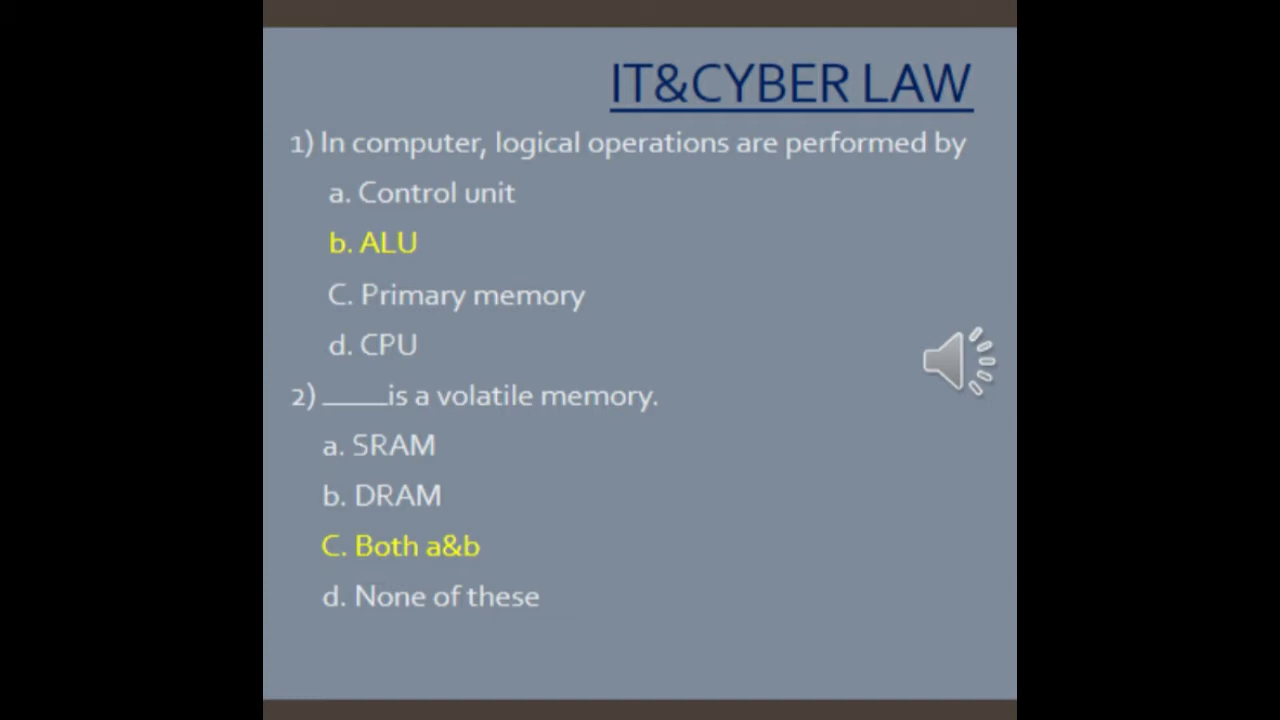 IT&CYBER LAW
1) In computer, logical operations are performed by
a. Control unit
b. ALU
C. Primary memory
d. CPU
2) ____is a volatile memory.
a. SRAM
b. DRAM
C. Both a&b
d. None of these